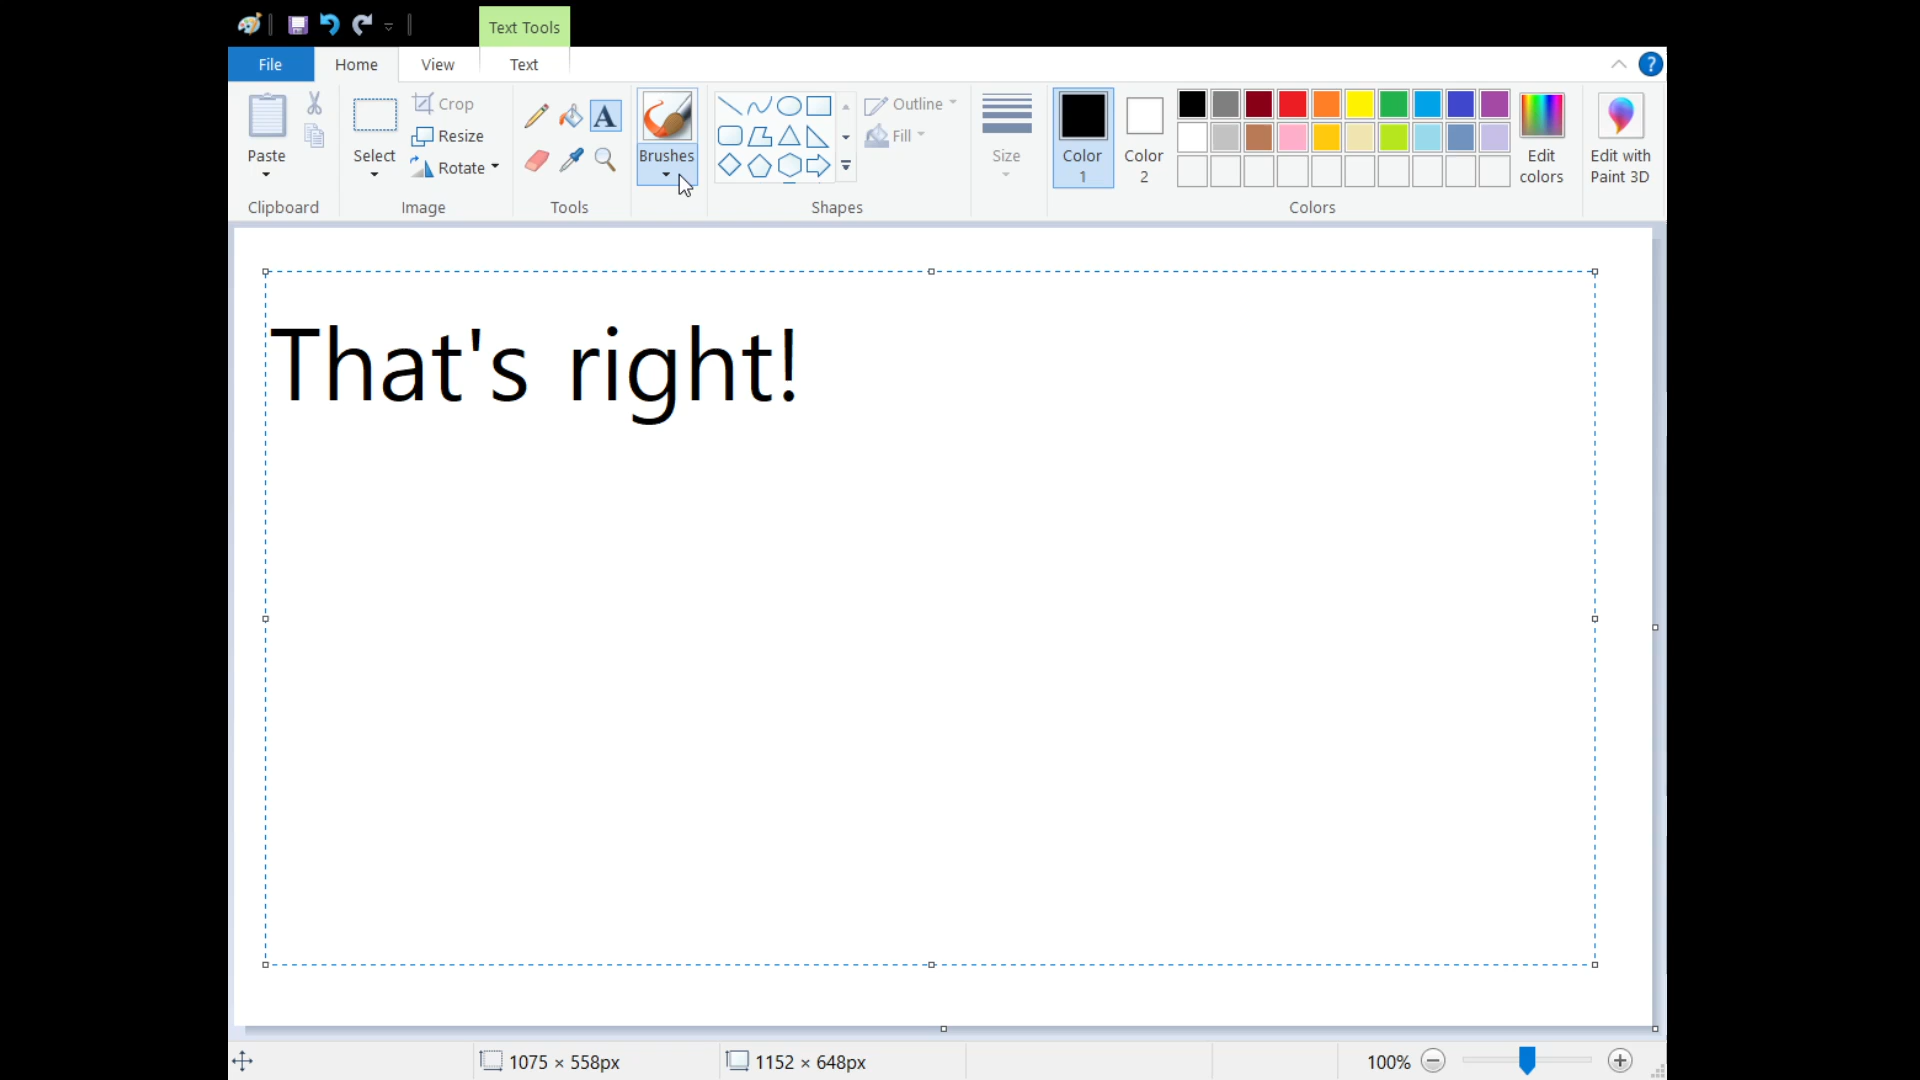 Text Tools
File
Home
View
Text
?
Paste
Clipboard
Select
Crop
Resize
Rotate
Image
A
Tools
Brushes
Outline
Fill
Shapes
Size
Color
1
Color
2
Colors
Edit
colors
Edit with
Paint 3D
That's right!
1075 × 558px
1152 × 648px
100%